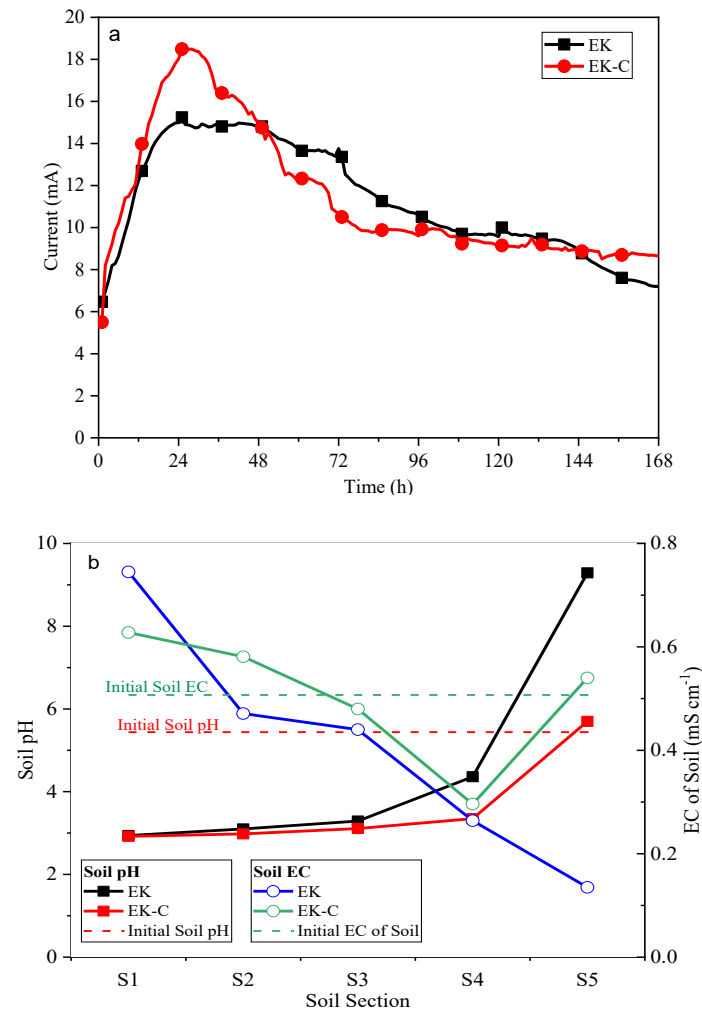 a
EK
EK-C
20
18
16
14
12
10
8
6
4
2
0
Current (mA)
0 24 48 72 96 120 144 168
Time (h)
b
10
8
6
4
2
0
Soil pH
0.8
0.6
0.4
0.2
0.0
EC of Soil (mS cm⁻¹)
Initial Soil EC
Initial Soil pH
Soil pH
EK
EK-C
Initial Soil pH
Soil EC
EK
EK-C
Initial EC of Soil
S1 S2 S3 S4 S5
Soil Section